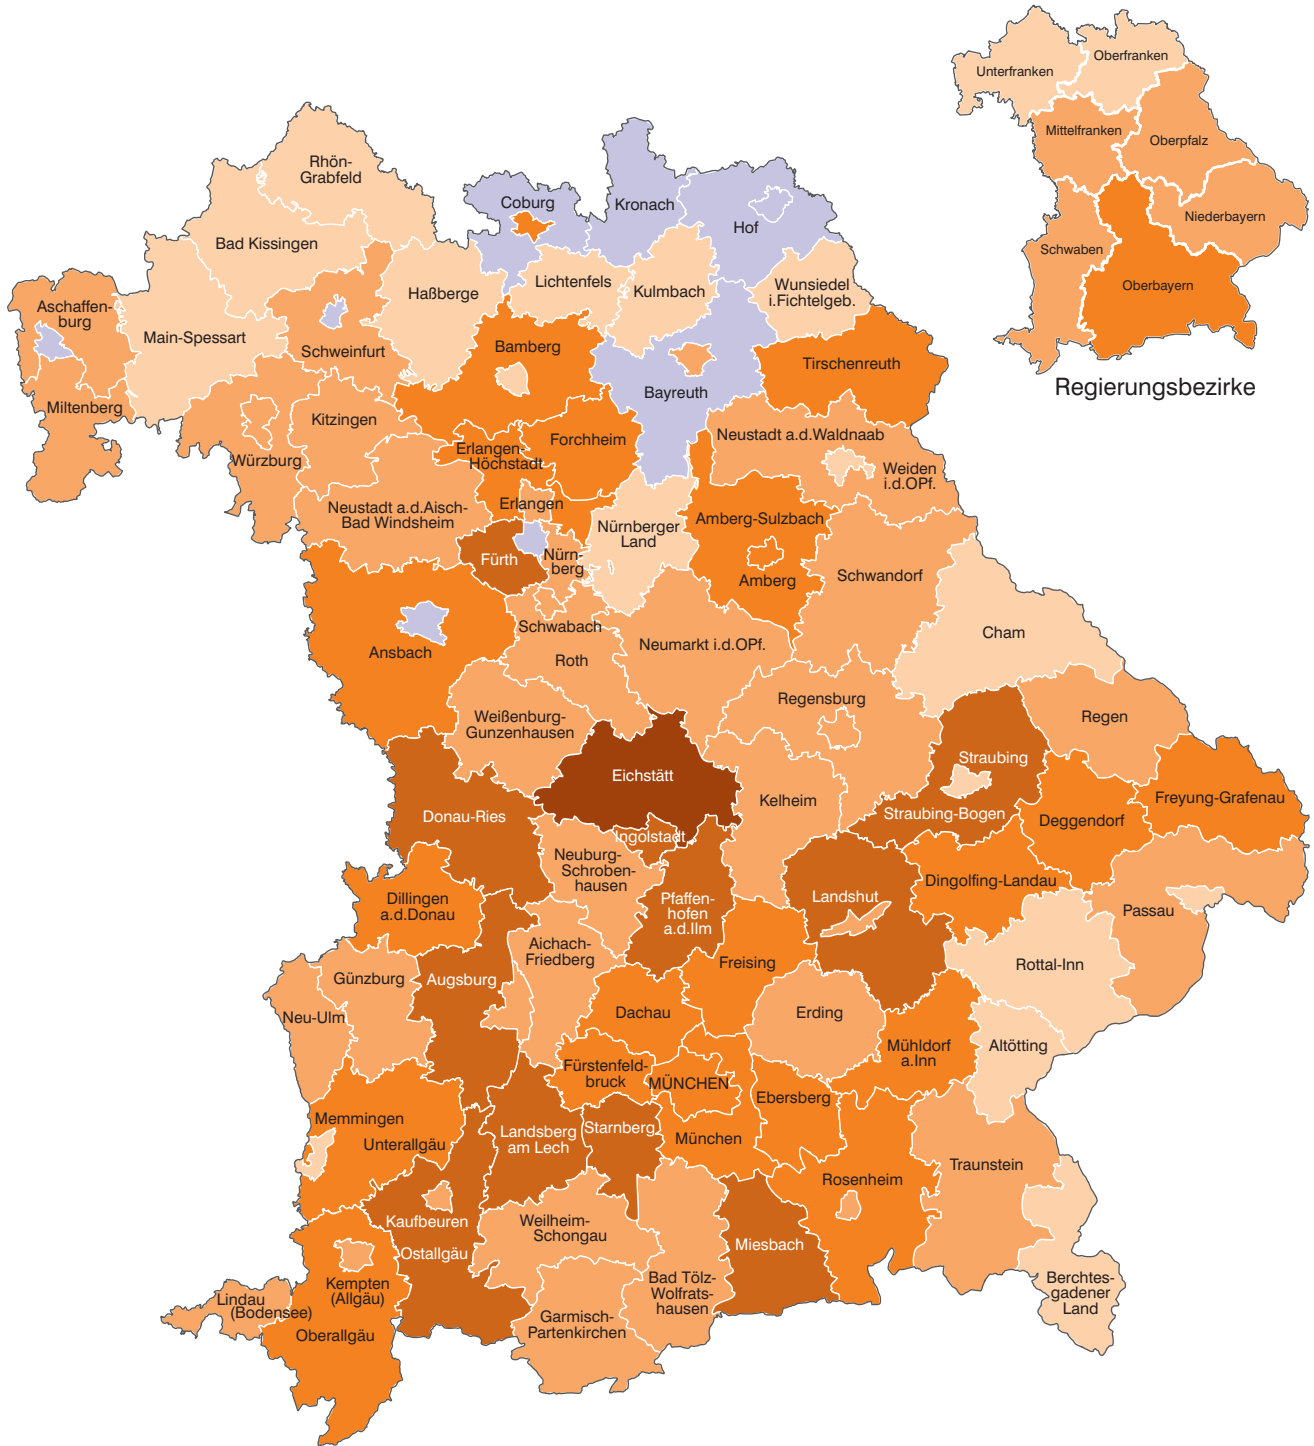 Oberfranken
Unterfranken
Mittelfranken
Oberpfalz
Niederbayern
Schwaben
Oberbayern
Regierungsbezirke
Rhön-
Grabfeld
Coburg
Kronach
Hof
Bad Kissingen
Lichtenfels
Kulmbach
Wunsiedel
i.Fichtelgeb.
Haßberge
Aschaffen-
burg
Main-Spessart
Schweinfurt
Bamberg
Tirschenreuth
Bayreuth
Miltenberg
Kitzingen
Würzburg
Forchheim
Erlangen-
Höchstadt
Neustadt a.d.Waldnaab
Weiden
i.d.OPf.
Neustadt a.d.Aisch-
Bad Windsheim
Erlangen
Nürnberger
Land
Amberg-Sulzbach
Fürth
Nürn-
berg
Amberg
Schwandorf
Schwabach
Ansbach
Roth
Neumarkt i.d.OPf.
Cham
Regensburg
Weißenburg-
Gunzenhausen
Regen
Straubing
Eichstätt
Kelheim
Freyung-Grafenau
Donau-Ries
Straubing-Bogen
Deggendorf
Ingolstadt
Neuburg-
Schroben-
hausen
Dingolfing-Landau
Dillingen
a.d.Donau
Pfaffen-
hofen
a.d.Ilm
Landshut
Passau
Aichach-
Friedberg
Freising
Rottal-Inn
Günzburg
Augsburg
Neu-Ulm
Dachau
Erding
Mühldorf
a.Inn
Altötting
Fürstenfeld-
bruck
MÜNCHEN
Ebersberg
Memmingen
Unterallgäu
Landsberg
am Lech
Starnberg
München
Traunstein
Rosenheim
Kaufbeuren
Weilheim-
Schongau
Miesbach
Ostallgäu
Kempten
(Allgäu)
Bad Tölz-
Wolfrats-
hausen
Berchtes-
gadener
Land
Lindau
(Bodensee)
Oberallgäu
Garmisch-
Partenkirchen